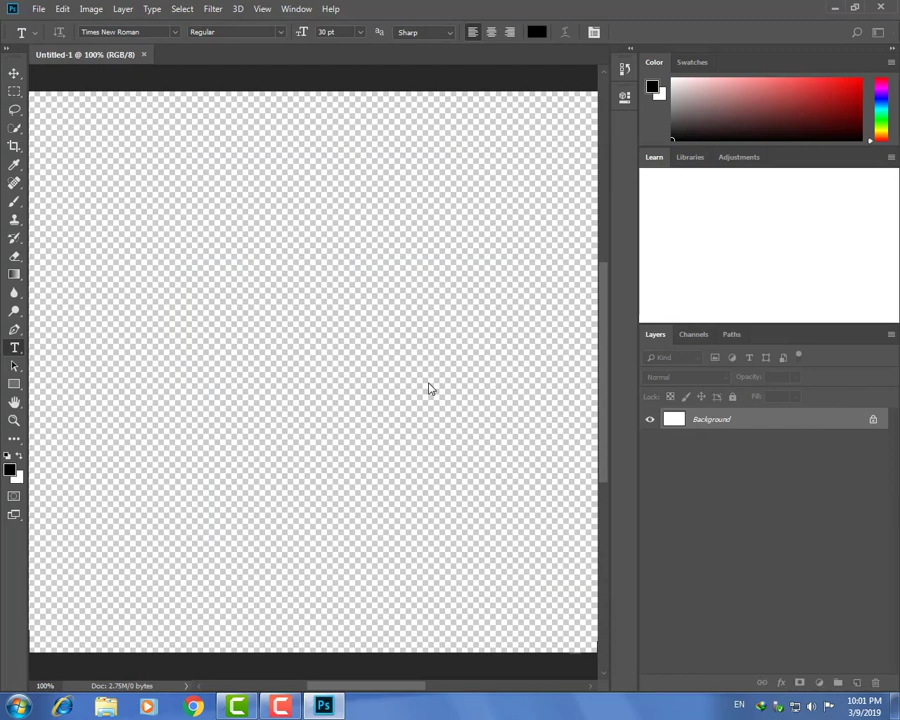 Ps File Edit Image Layer Type Select Filter 3D View Window Help
T Times New Roman Regular 30 pt Sharp
Untitled-1 @ 100% (RGB/8)
Color Swatches
Learn Libraries Adjustments
Layers Channels Paths
Kind
Normal Opacity:
Lock: Fill:
Background
100% Doc: 2.75M/0 bytes
Ps EN 10:01 PM
3/9/2019